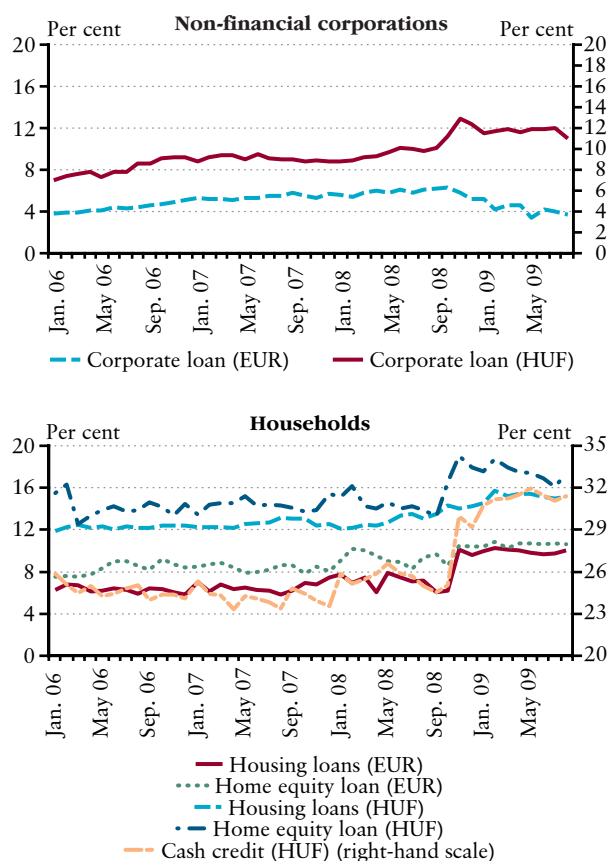 Non-financial corporations
Per cent Per cent
20 20
18
16 16
14
12 12
10
8 8
6
4 4
2
0 0
Jan. 06 May 06 Sep. 06 Jan. 07 May 07 Sep. 07 Jan. 08 May 08 Sep. 08 Jan. 09 May 09
Corporate loan (EUR) Corporate loan (HUF)
Households
Per cent Per cent
20 35
16 32
12 29
8 26
4 23
0 20
Jan. 06 May 06 Sep. 06 Jan. 07 May 07 Sep. 07 Jan. 08 May 08 Sep. 08 Jan. 09 May 09
Housing loans (EUR)
Home equity loan (EUR)
Housing loans (HUF)
Home equity loan (HUF)
Cash credit (HUF) (right-hand scale)